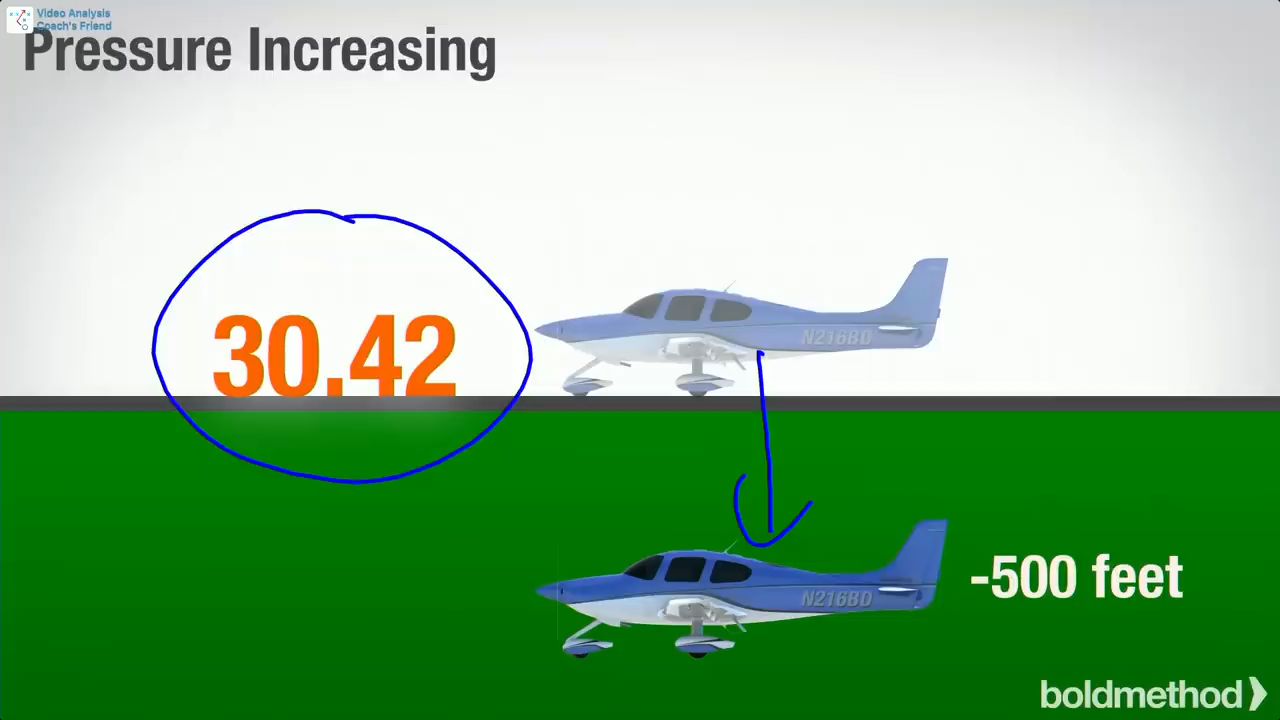 Video Analysis
Coach's Friend
Pressure Increasing
30.42
N216BD
N216BD
-500 feet
boldmethod